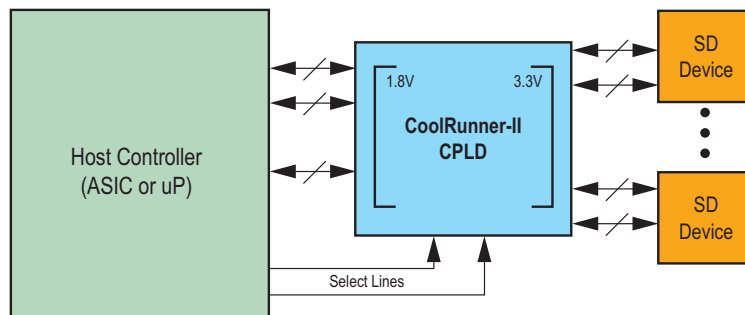 Host Controller
(ASIC or uP)
1.8V
3.3V
CoolRunner-II
CPLD
SD
Device
SD
Device
Select Lines